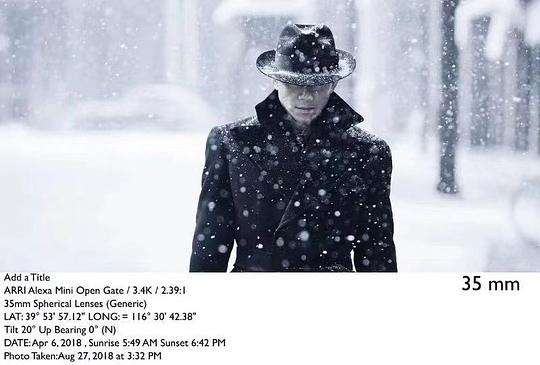 Add a Title
ARRI Alexa Mini Open Gate / 3.4K / 2.39:1
35mm Spherical Lenses (Generic)
LAT: 39° 53' 57.12" LONG: = 116° 30' 42.38"
Tilt 20° Up Bearing 0° (N)
DATE: Apr 6, 2018 , Sunrise 5:49 AM Sunset 6:42 PM
Photo Taken:Aug 27, 2018 at 3:32 PM
35 mm